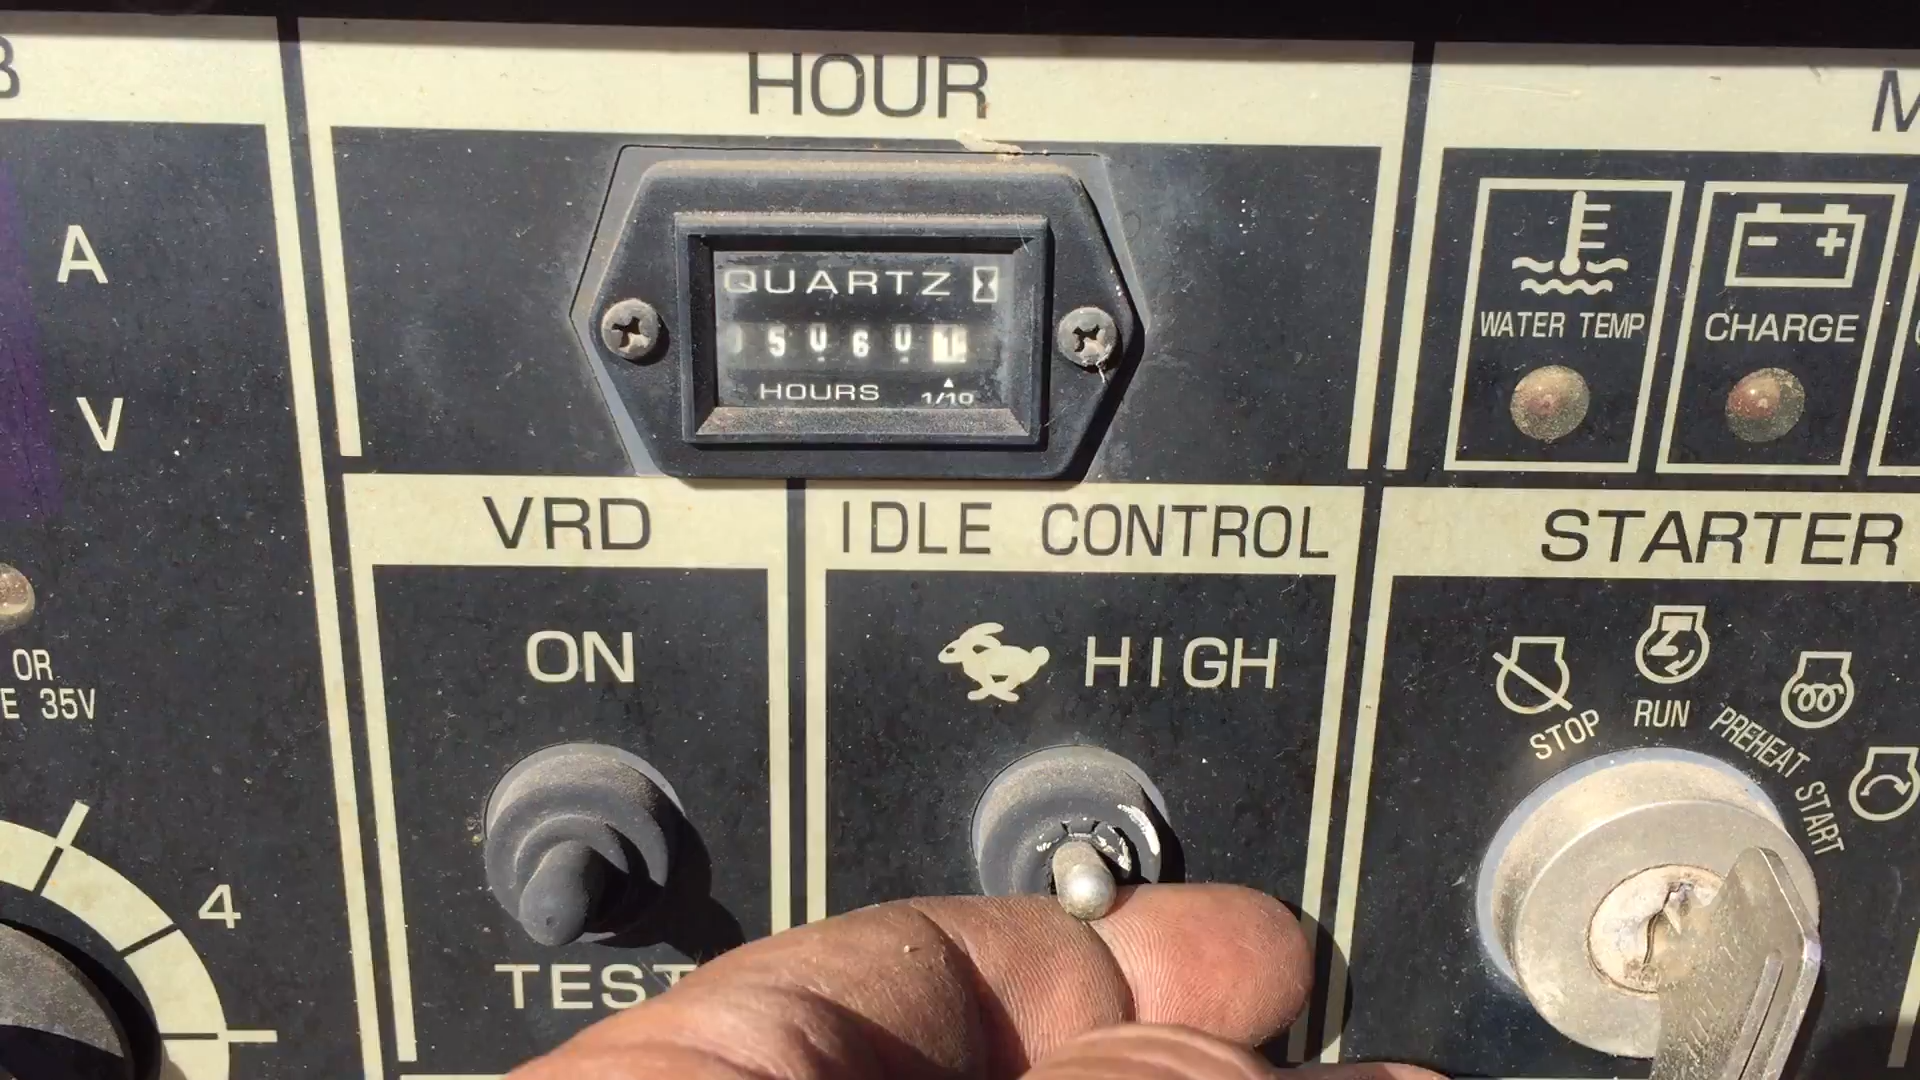 HOUR
QUARTZ
HOURS 1/10
A
V
WATER TEMP
CHARGE
VRD
IDLE CONTROL
STARTER
ON
HIGH
OR
35V
STOP
RUN
PREHEAT
START
4
TEST